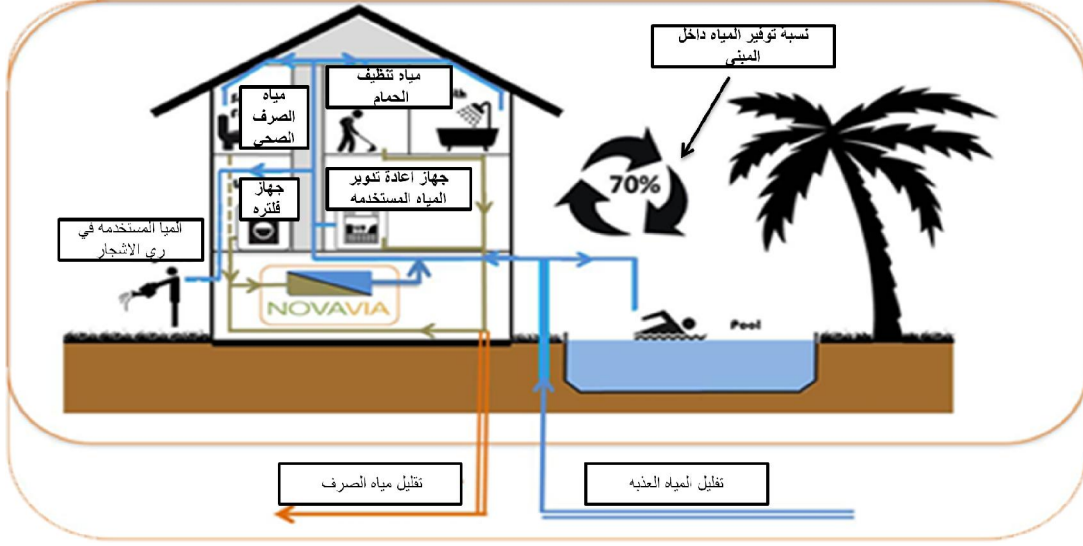 نسبة توفير المياه داخل
المبنى
مياه تنظيف
الحمام
مياه
الصرف
الصحي
70%
جهاز اعادة تدوير
المياه المستخدمه
جهاز
فلتره
الميا المستخدمه في
ري الاشجار
NOVAVIA
Pool
تقليل مياه الصرف
تقليل المياه العذبه